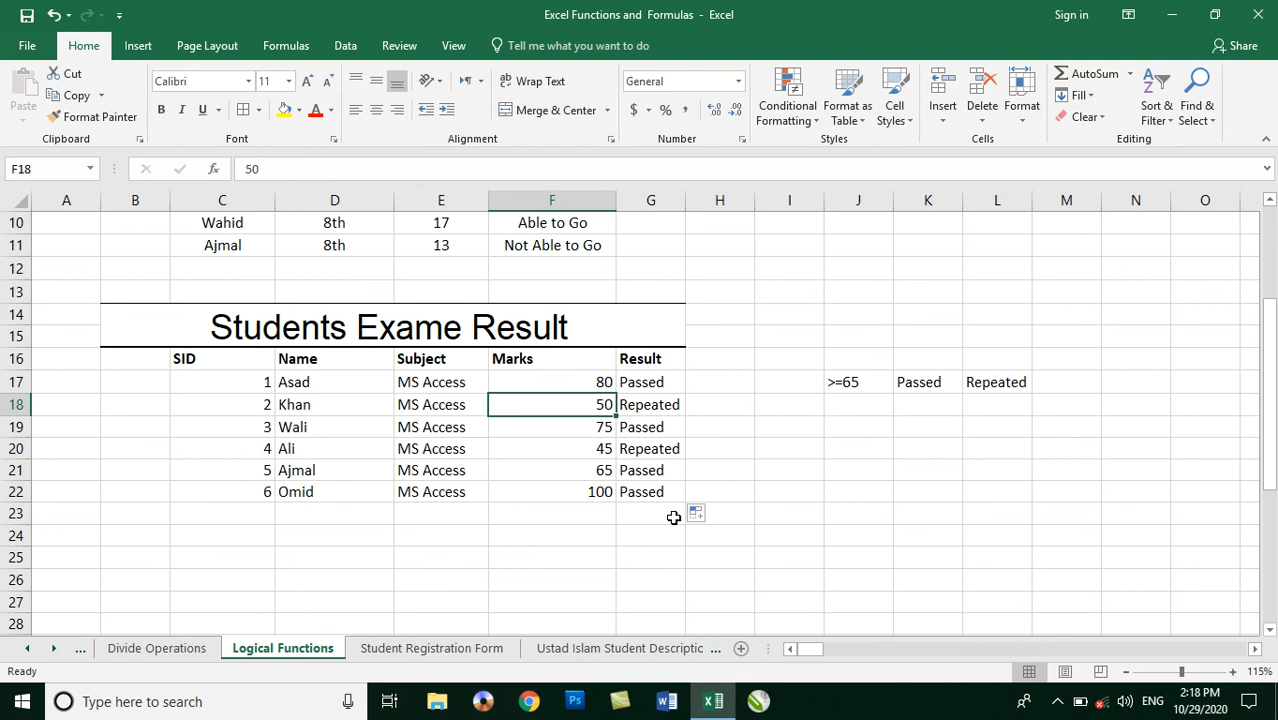 Excel Functions and Formulas - Excel
Sign in
File Home Insert Page Layout Formulas Data Review View Tell me what you want to do Share
Paste Cut Copy Format Painter
Calibri 11 B I U A A A
Wrap Text Merge & Center
General $ %
Conditional Formatting Format as Table Cell Styles Insert Delete Format
AutoSum Fill Clear Sort & Filter Find & Select
Clipboard Font Alignment Number Styles Cells Editing
F18 fx 50
A B C D E F G H I J K L M N O
10 Wahid 8th 17 Able to Go
11 Ajmal 8th 13 Not Able to Go
12
13
14
Students Exame Result
15
16 SID Name Subject Marks Result
17 1 Asad MS Access 80 Passed >=65 Passed Repeated
18 2 Khan MS Access 50 Repeated
19 3 Wali MS Access 75 Passed
20 4 Ali MS Access 45 Repeated
21 5 Ajmal MS Access 65 Passed
22 6 Omid MS Access 100 Passed
23
24
25
26
27
28
... Divide Operations Logical Functions Student Registration Form Ustad Islam Student Descriptic ...
Ready 115%
Type here to search ENG 2:18 PM
10/29/2020